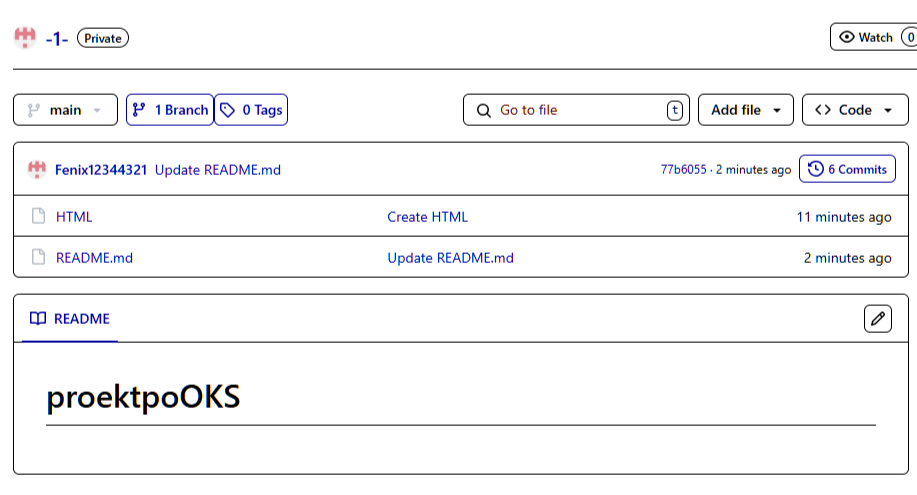 -1- Private Watch 0
main 1 Branch 0 Tags Go to file t Add file Code
Fenix12344321 Update README.md 77b6055 · 2 minutes ago 6 Commits
HTML Create HTML 11 minutes ago
README.md Update README.md 2 minutes ago
README
proektpoOKS